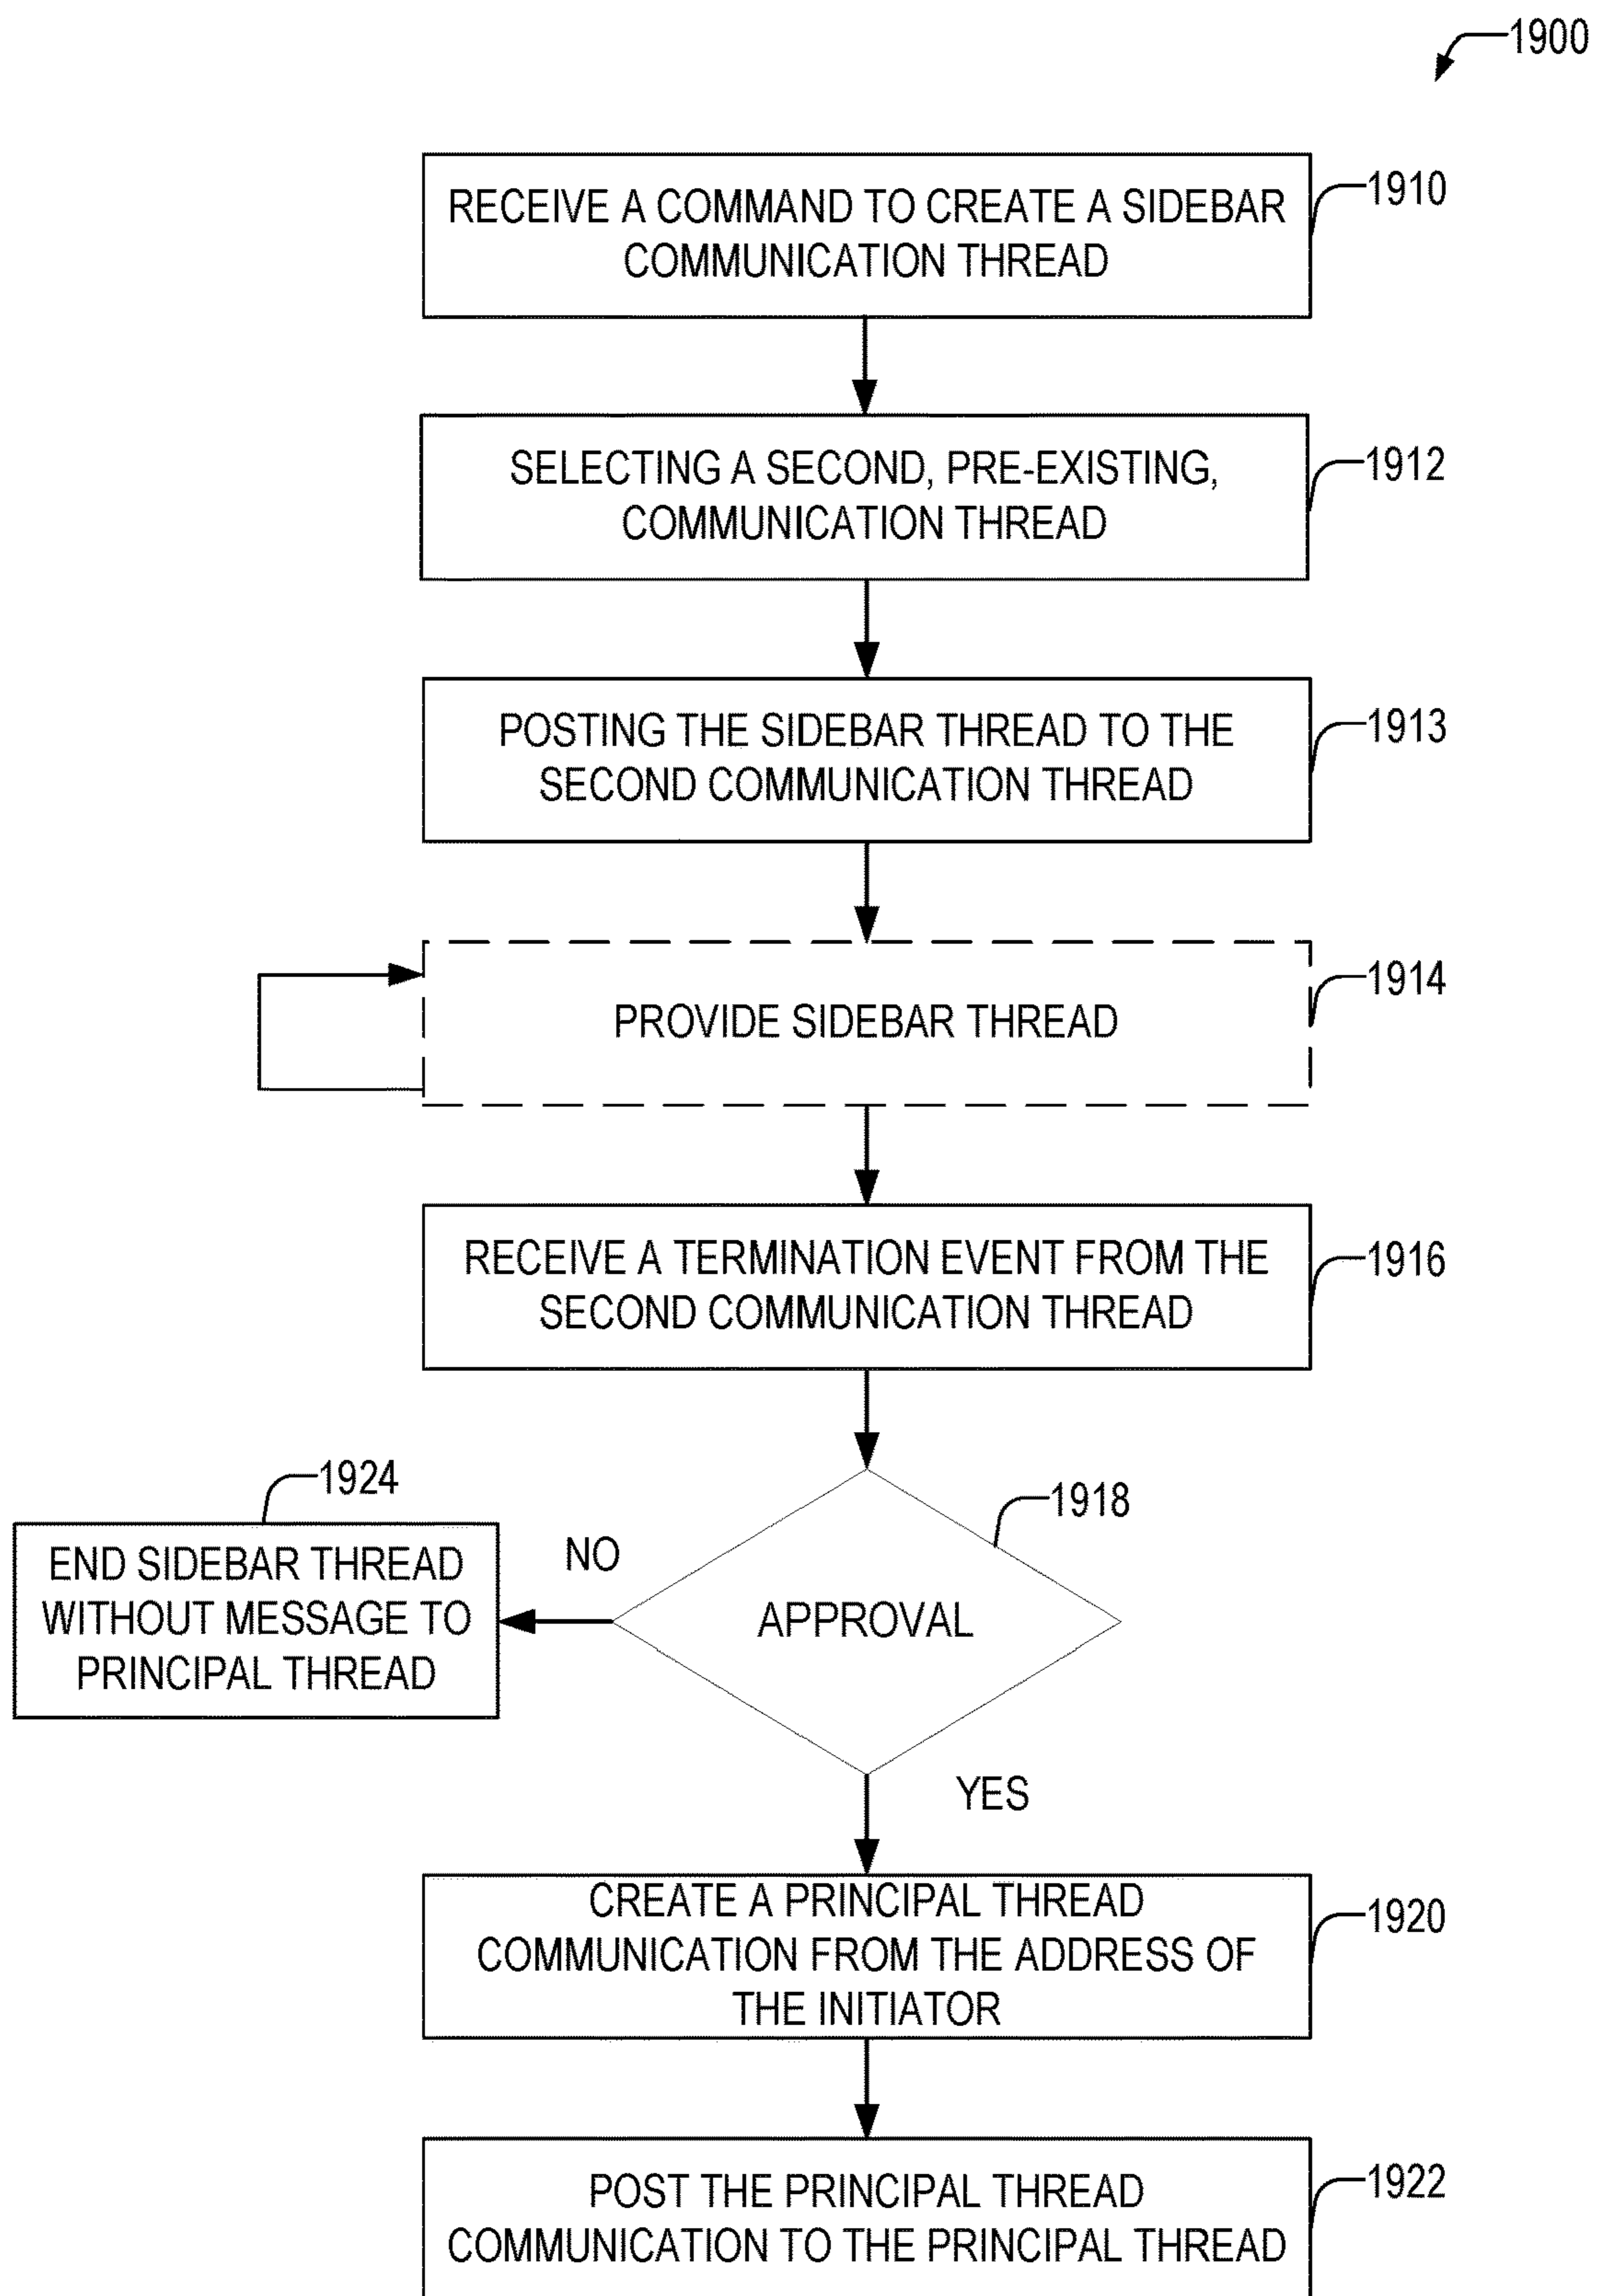 1900
RECEIVE A COMMAND TO CREATE A SIDEBAR
COMMUNICATION THREAD
1910
SELECTING A SECOND, PRE-EXISTING,
COMMUNICATION THREAD
1912
POSTING THE SIDEBAR THREAD TO THE
SECOND COMMUNICATION THREAD
1913
PROVIDE SIDEBAR THREAD
1914
RECEIVE A TERMINATION EVENT FROM THE
SECOND COMMUNICATION THREAD
1916
APPROVAL
1918
NO
END SIDEBAR THREAD
WITHOUT MESSAGE TO
PRINCIPAL THREAD
1924
YES
CREATE A PRINCIPAL THREAD
COMMUNICATION FROM THE ADDRESS OF
THE INITIATOR
1920
POST THE PRINCIPAL THREAD
COMMUNICATION TO THE PRINCIPAL THREAD
1922